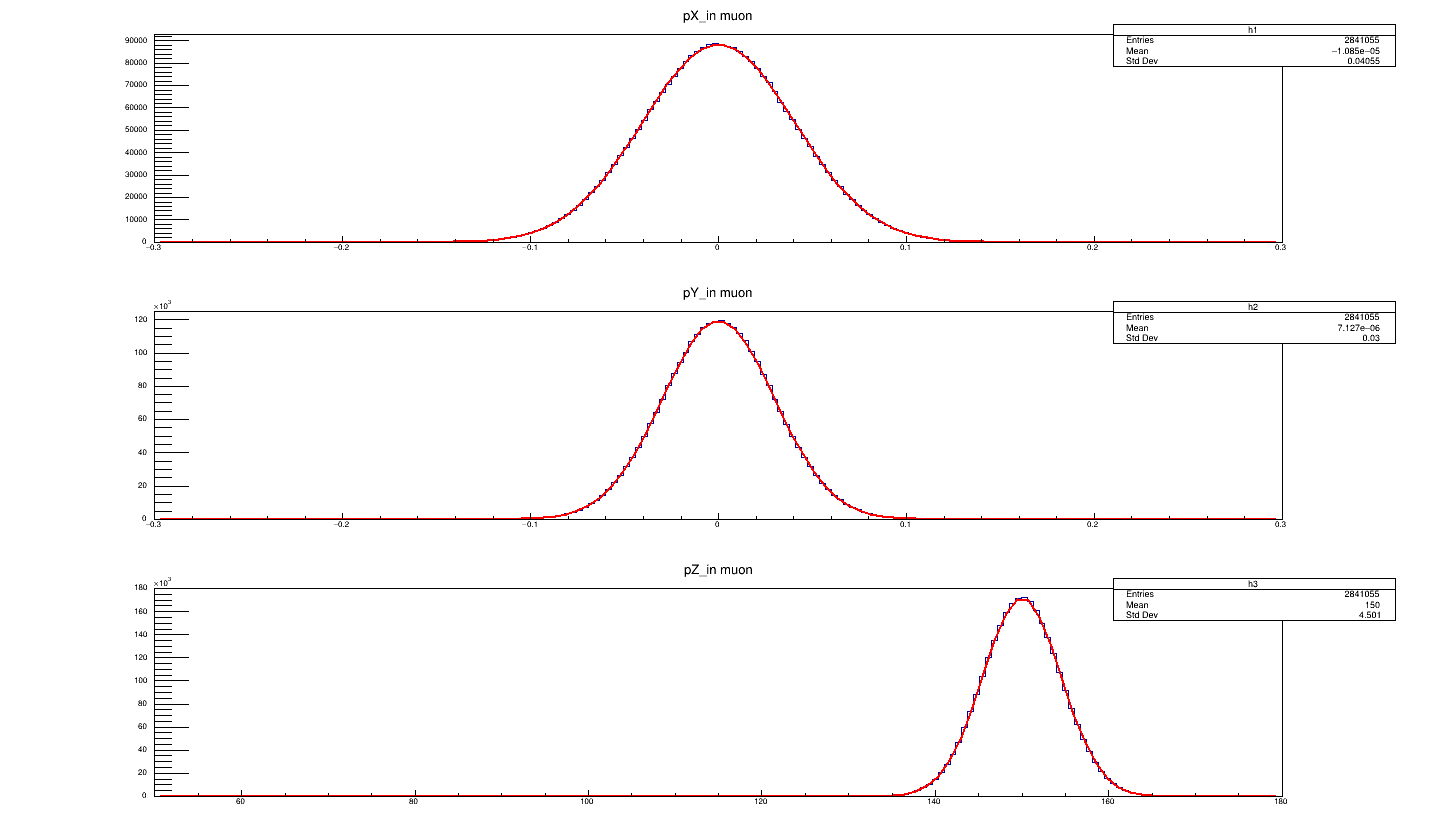 pX_in muon
h1
Entries 2841055
Mean −1.085e−05
Std Dev 0.04055
90000
80000
70000
60000
50000
40000
30000
20000
10000
0
−0.3 −0.2 −0.1 0 0.1 0.2 0.3
pY_in muon
×10³
h2
Entries 2841055
Mean 7.127e−06
Std Dev 0.03
120
100
80
60
40
20
0
−0.3 −0.2 −0.1 0 0.1 0.2 0.3
pZ_in muon
×10³
h3
Entries 2841055
Mean 150
Std Dev 4.501
180
160
140
120
100
80
60
40
20
0
60 80 100 120 140 160 180